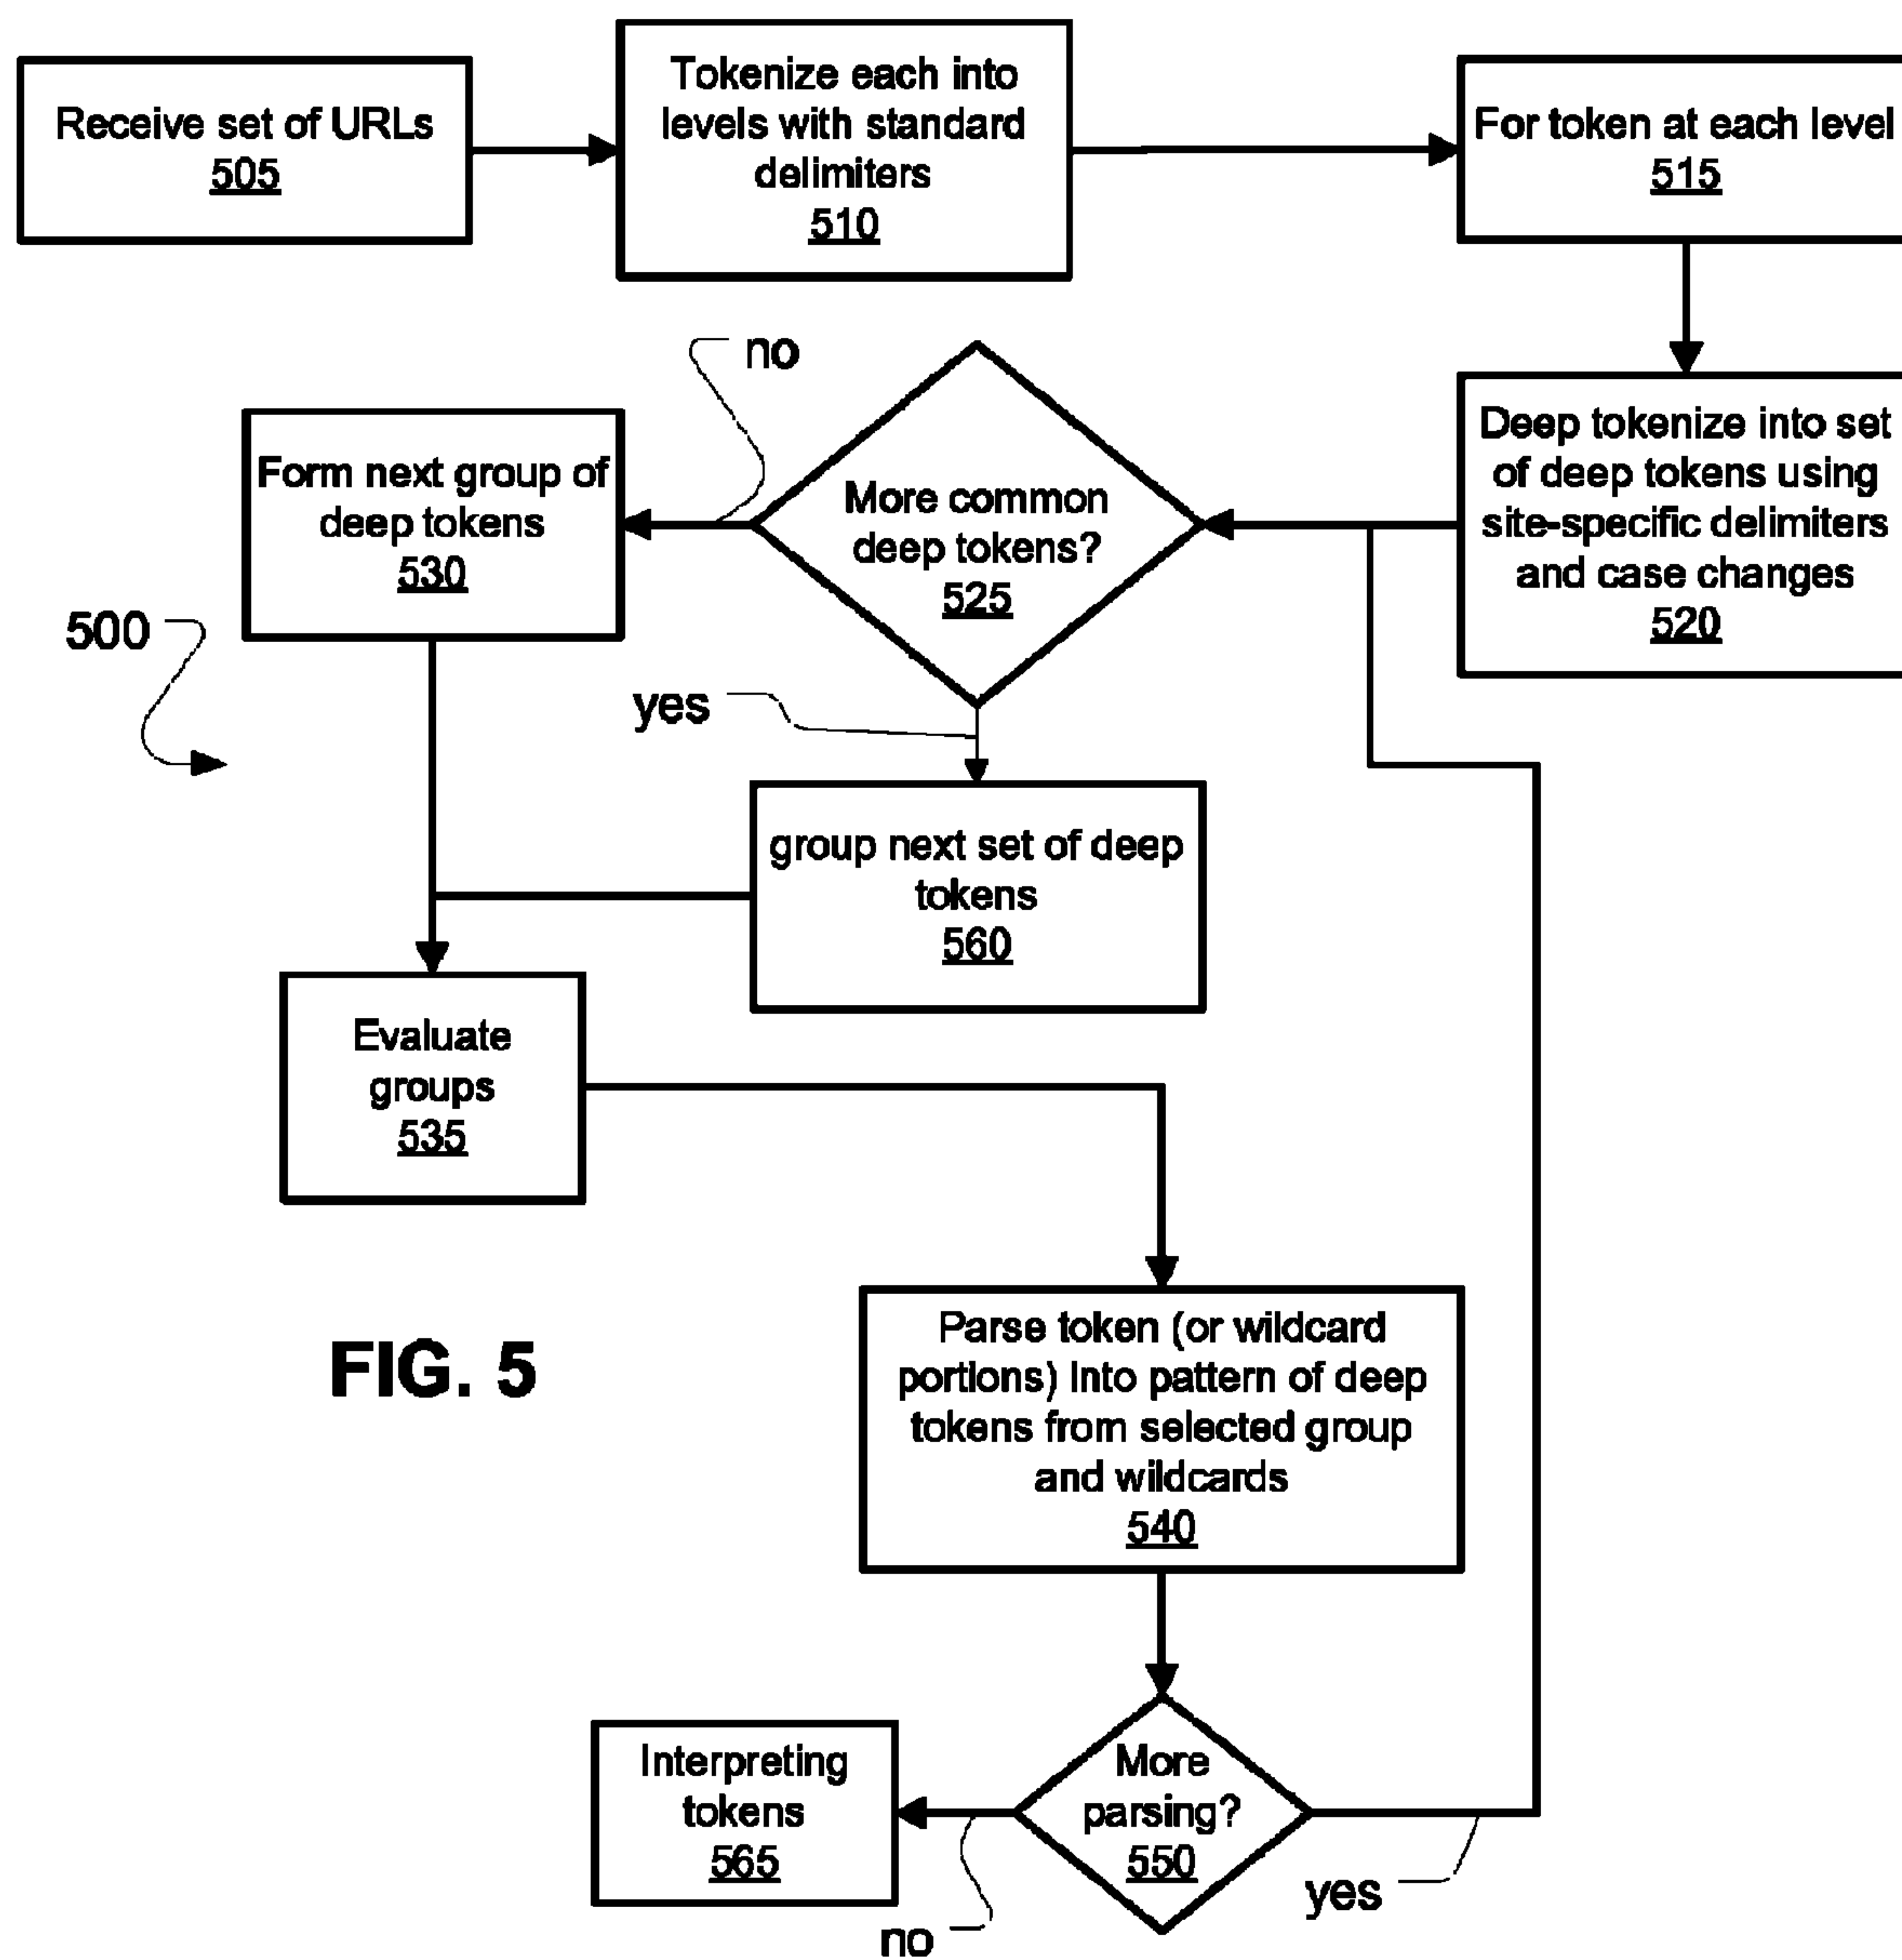 Receive set of URLs
505
Tokenize each into
levels with standard
delimiters
510
For token at each level
515
no
Form next group of
deep tokens
530
More common
deep tokens?
525
Deep tokenize into set
of deep tokens using
site-specific delimiters
and case changes
520
500
yes
group next set of deep
tokens
560
Evaluate
groups
535
Parse token (or wildcard
portions) Into pattern of deep
tokens from selected group
and wildcards
540
FIG. 5
Interpreting
tokens
565
More
parsing?
550
yes
no